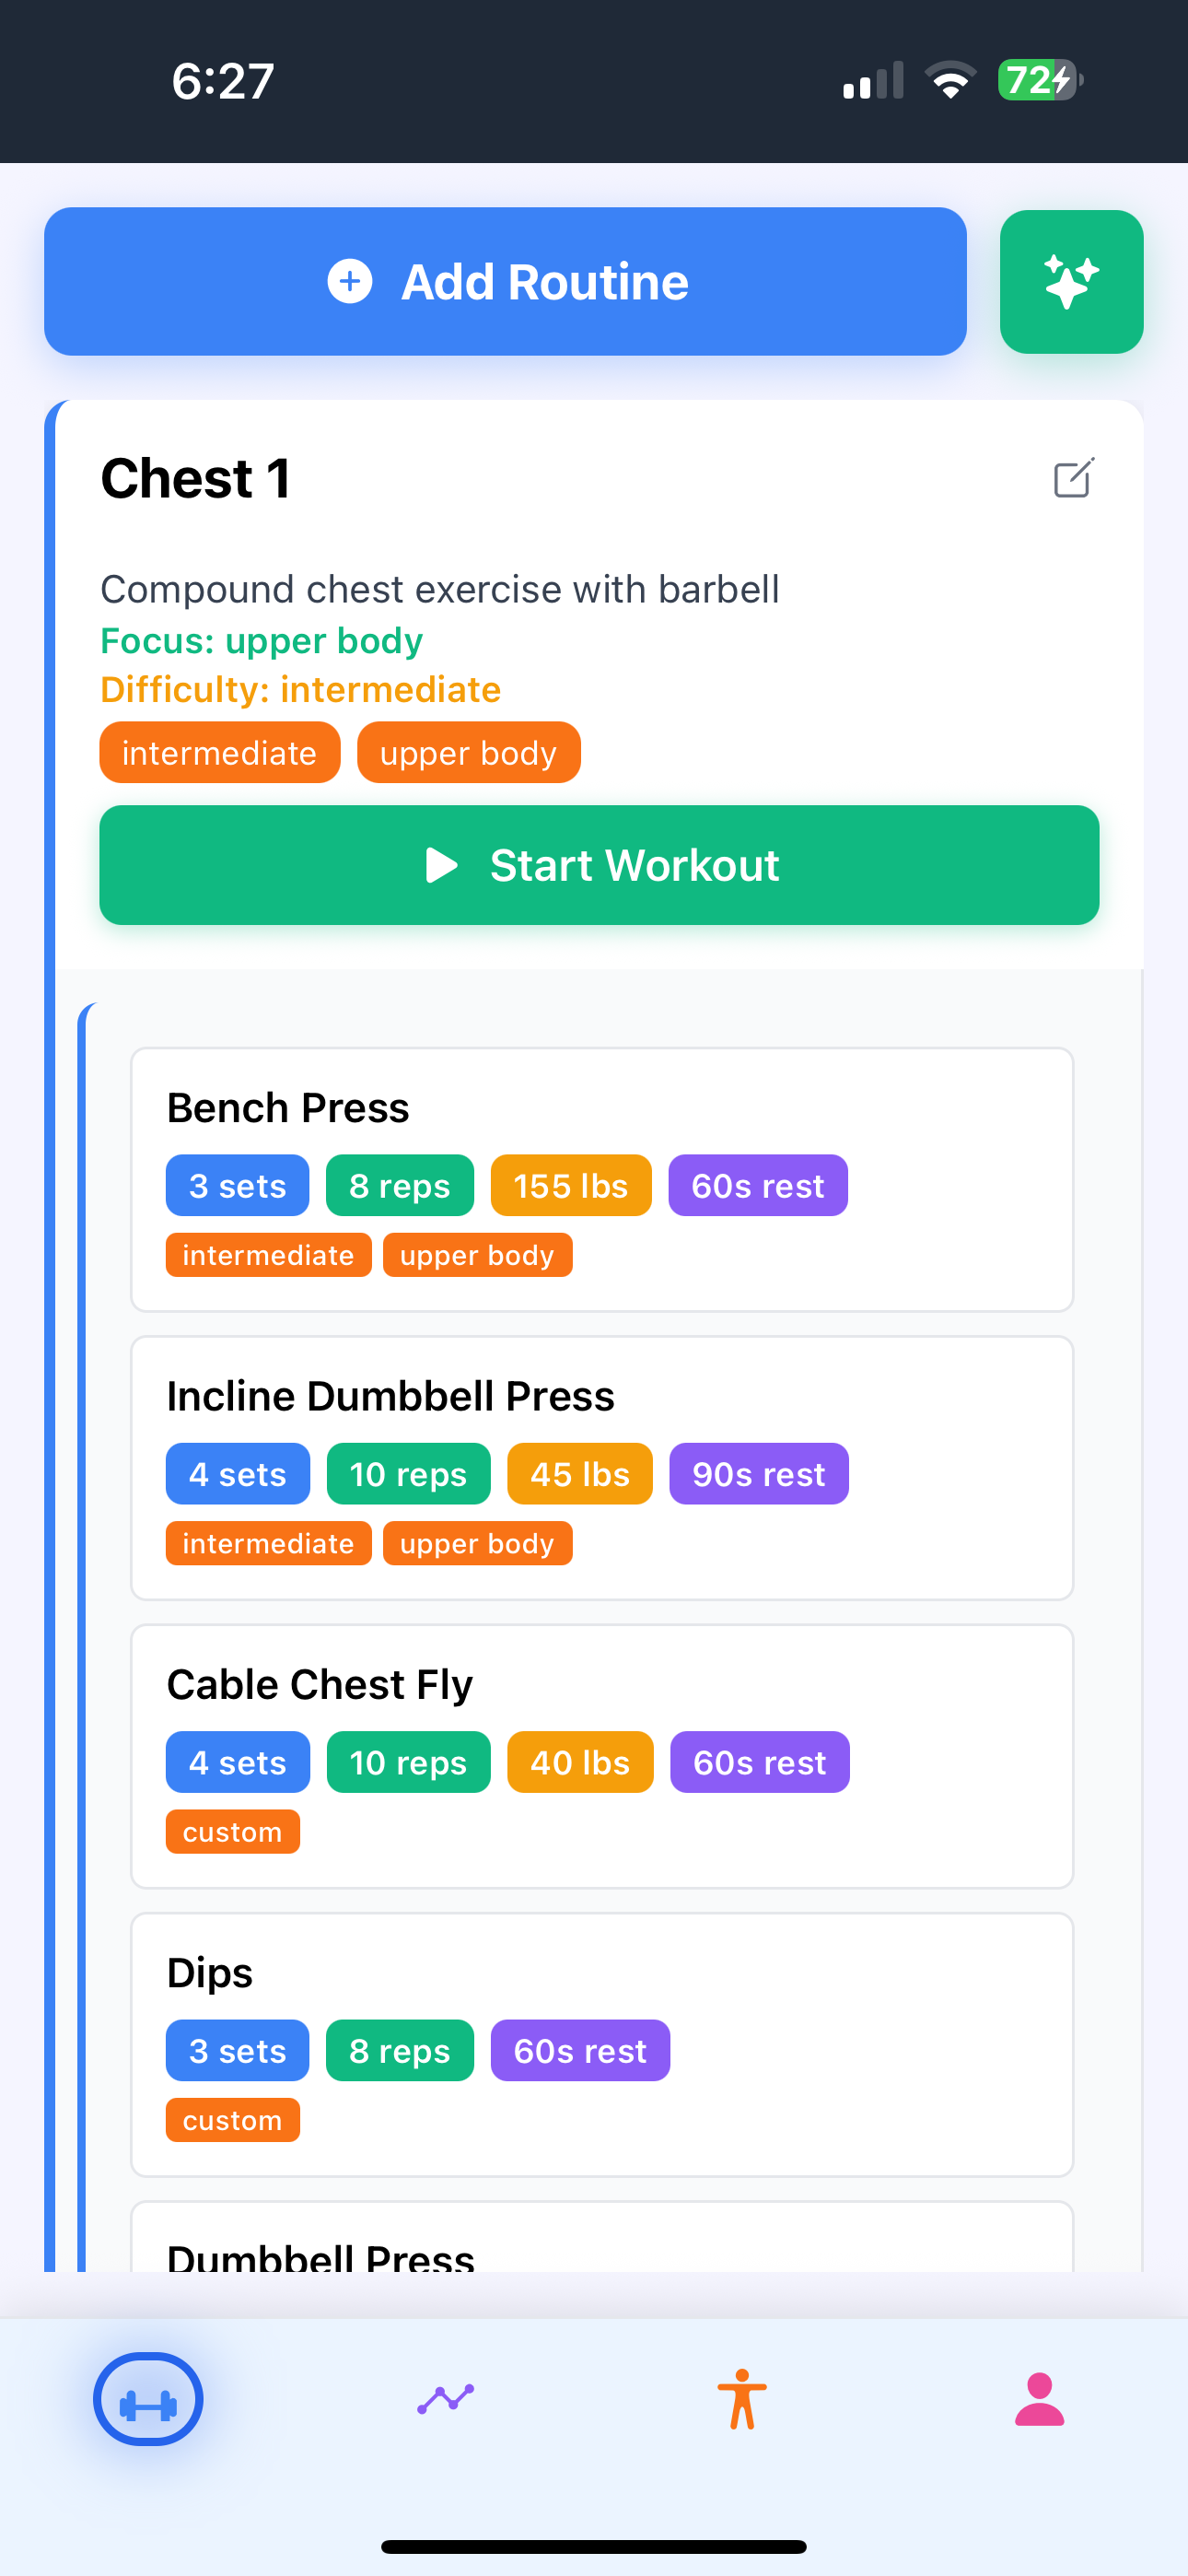 6:27
72
Add Routine
Chest 1
Compound chest exercise with barbell
Focus: upper body
Difficulty: intermediate
intermediate upper body
Start Workout
Bench Press
3 sets 8 reps 155 lbs 60s rest
intermediate upper body
Incline Dumbbell Press
4 sets 10 reps 45 lbs 90s rest
intermediate upper body
Cable Chest Fly
4 sets 10 reps 40 lbs 60s rest
custom
Dips
3 sets 8 reps 60s rest
custom
Dumbbell Press